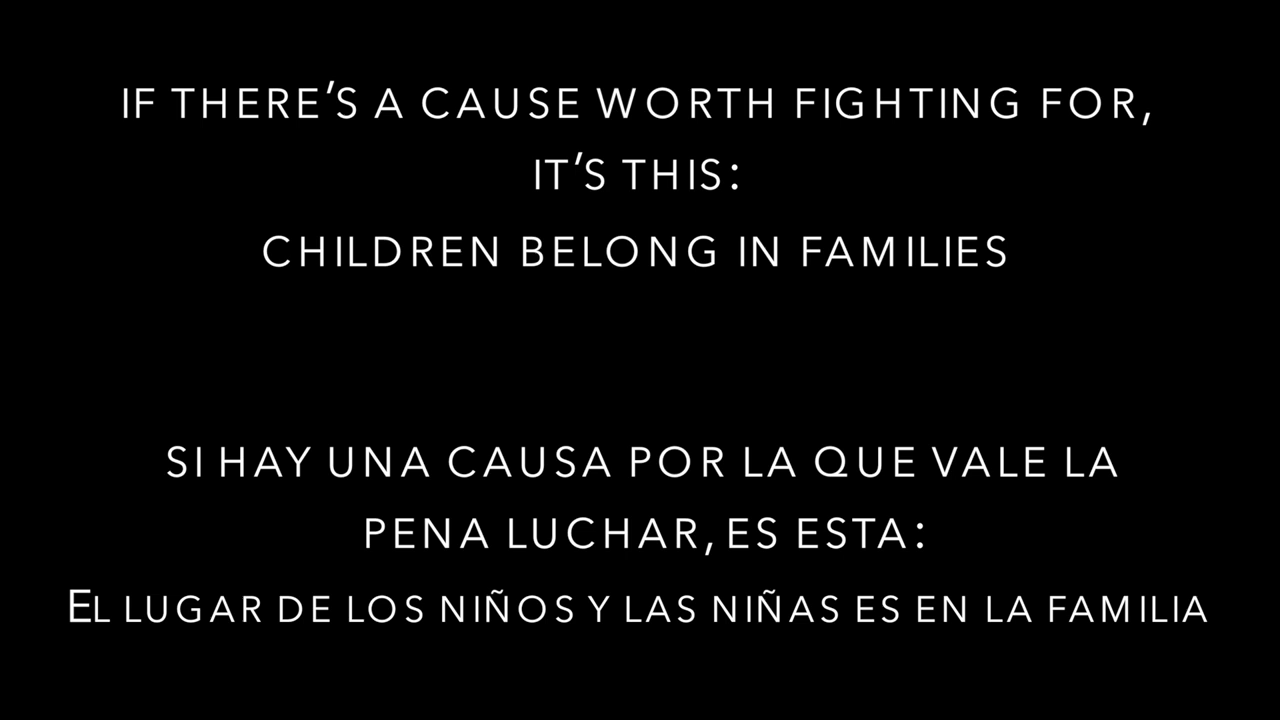 IF THERE’S A CAUSE WORTH FIGHTING FOR,
IT’S THIS:
CHILDREN BELONG IN FAMILIES
SI HAY UNA CAUSA POR LA QUE VALE LA
PENA LUCHAR, ES ESTA:
EL LUGAR DE LOS NIÑOS Y LAS NIÑAS ES EN LA FAMILIA